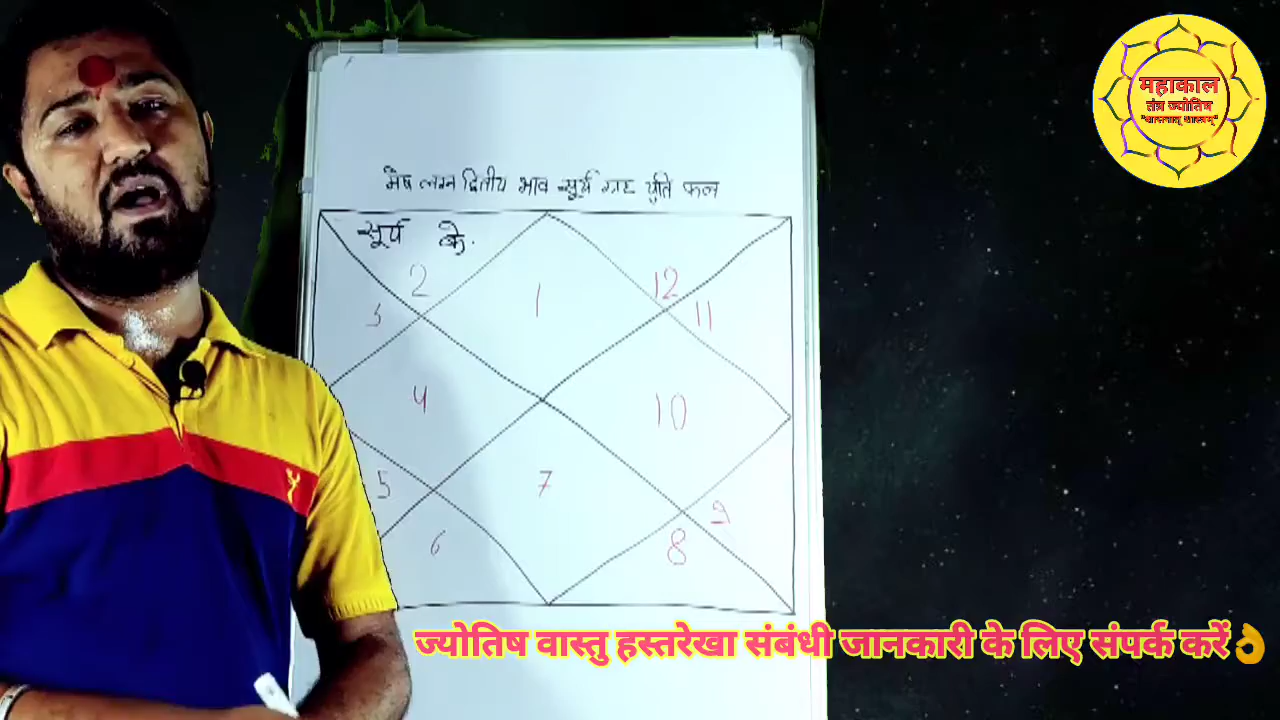 महाकाल
तंत्र ज्योतिष
मेष लग्न द्वितीय भाव सूर्य ग्रह युति फल
सूर्य के.
2
1
12
3
11
4
10
5
7
9
6
8
ज्योतिष वास्तु हस्तरेखा संबंधी जानकारी के लिए संपर्क करें👌